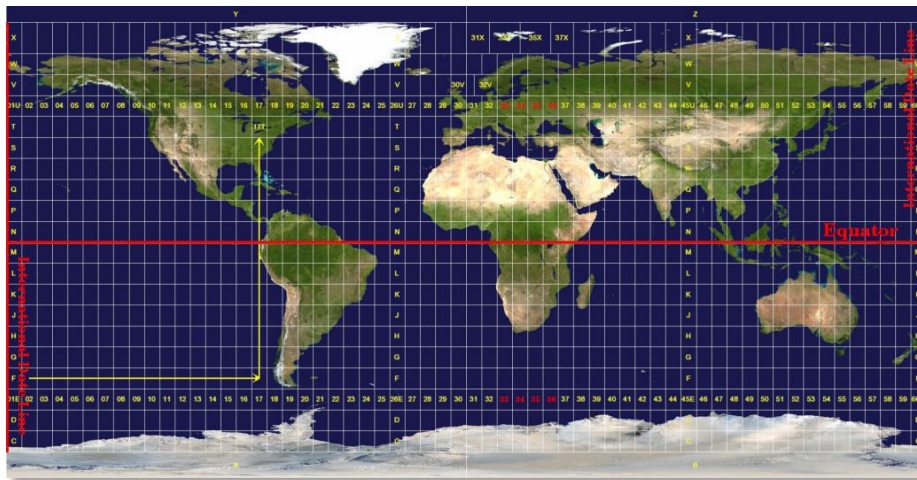 Y Z
X X X
31X 33X 35X 37X
W W W
V V V
30V 32V
01U 02 03 04 05 06 07 08 09 10 11 12 13 14 15 16 17 18 19 20 21 22 23 24 25 26U 27 28 29 30 31 32 33 34 35 36 37 38 39 40 41 42 43 44 45U 46 47 48 49 50 51 52 53 54 55 56 57 58 59 60
T 17T T T
S S S
R R R
Q Q Q
P P P
N N N
International Date Line
Equator
M M M
L L L
K K K
J J J
H H H
G G G
F F F
International Date Line
01E 02 03 04 05 06 07 08 09 10 11 12 13 14 15 16 17 18 19 20 21 22 23 24 25 26E 27 28 29 30 31 32 33 34 35 36 37 38 39 40 41 42 43 44 45E 46 47 48 49 50 51 52 53 54 55 56 57 58 59 60
D D D
C C C
A B